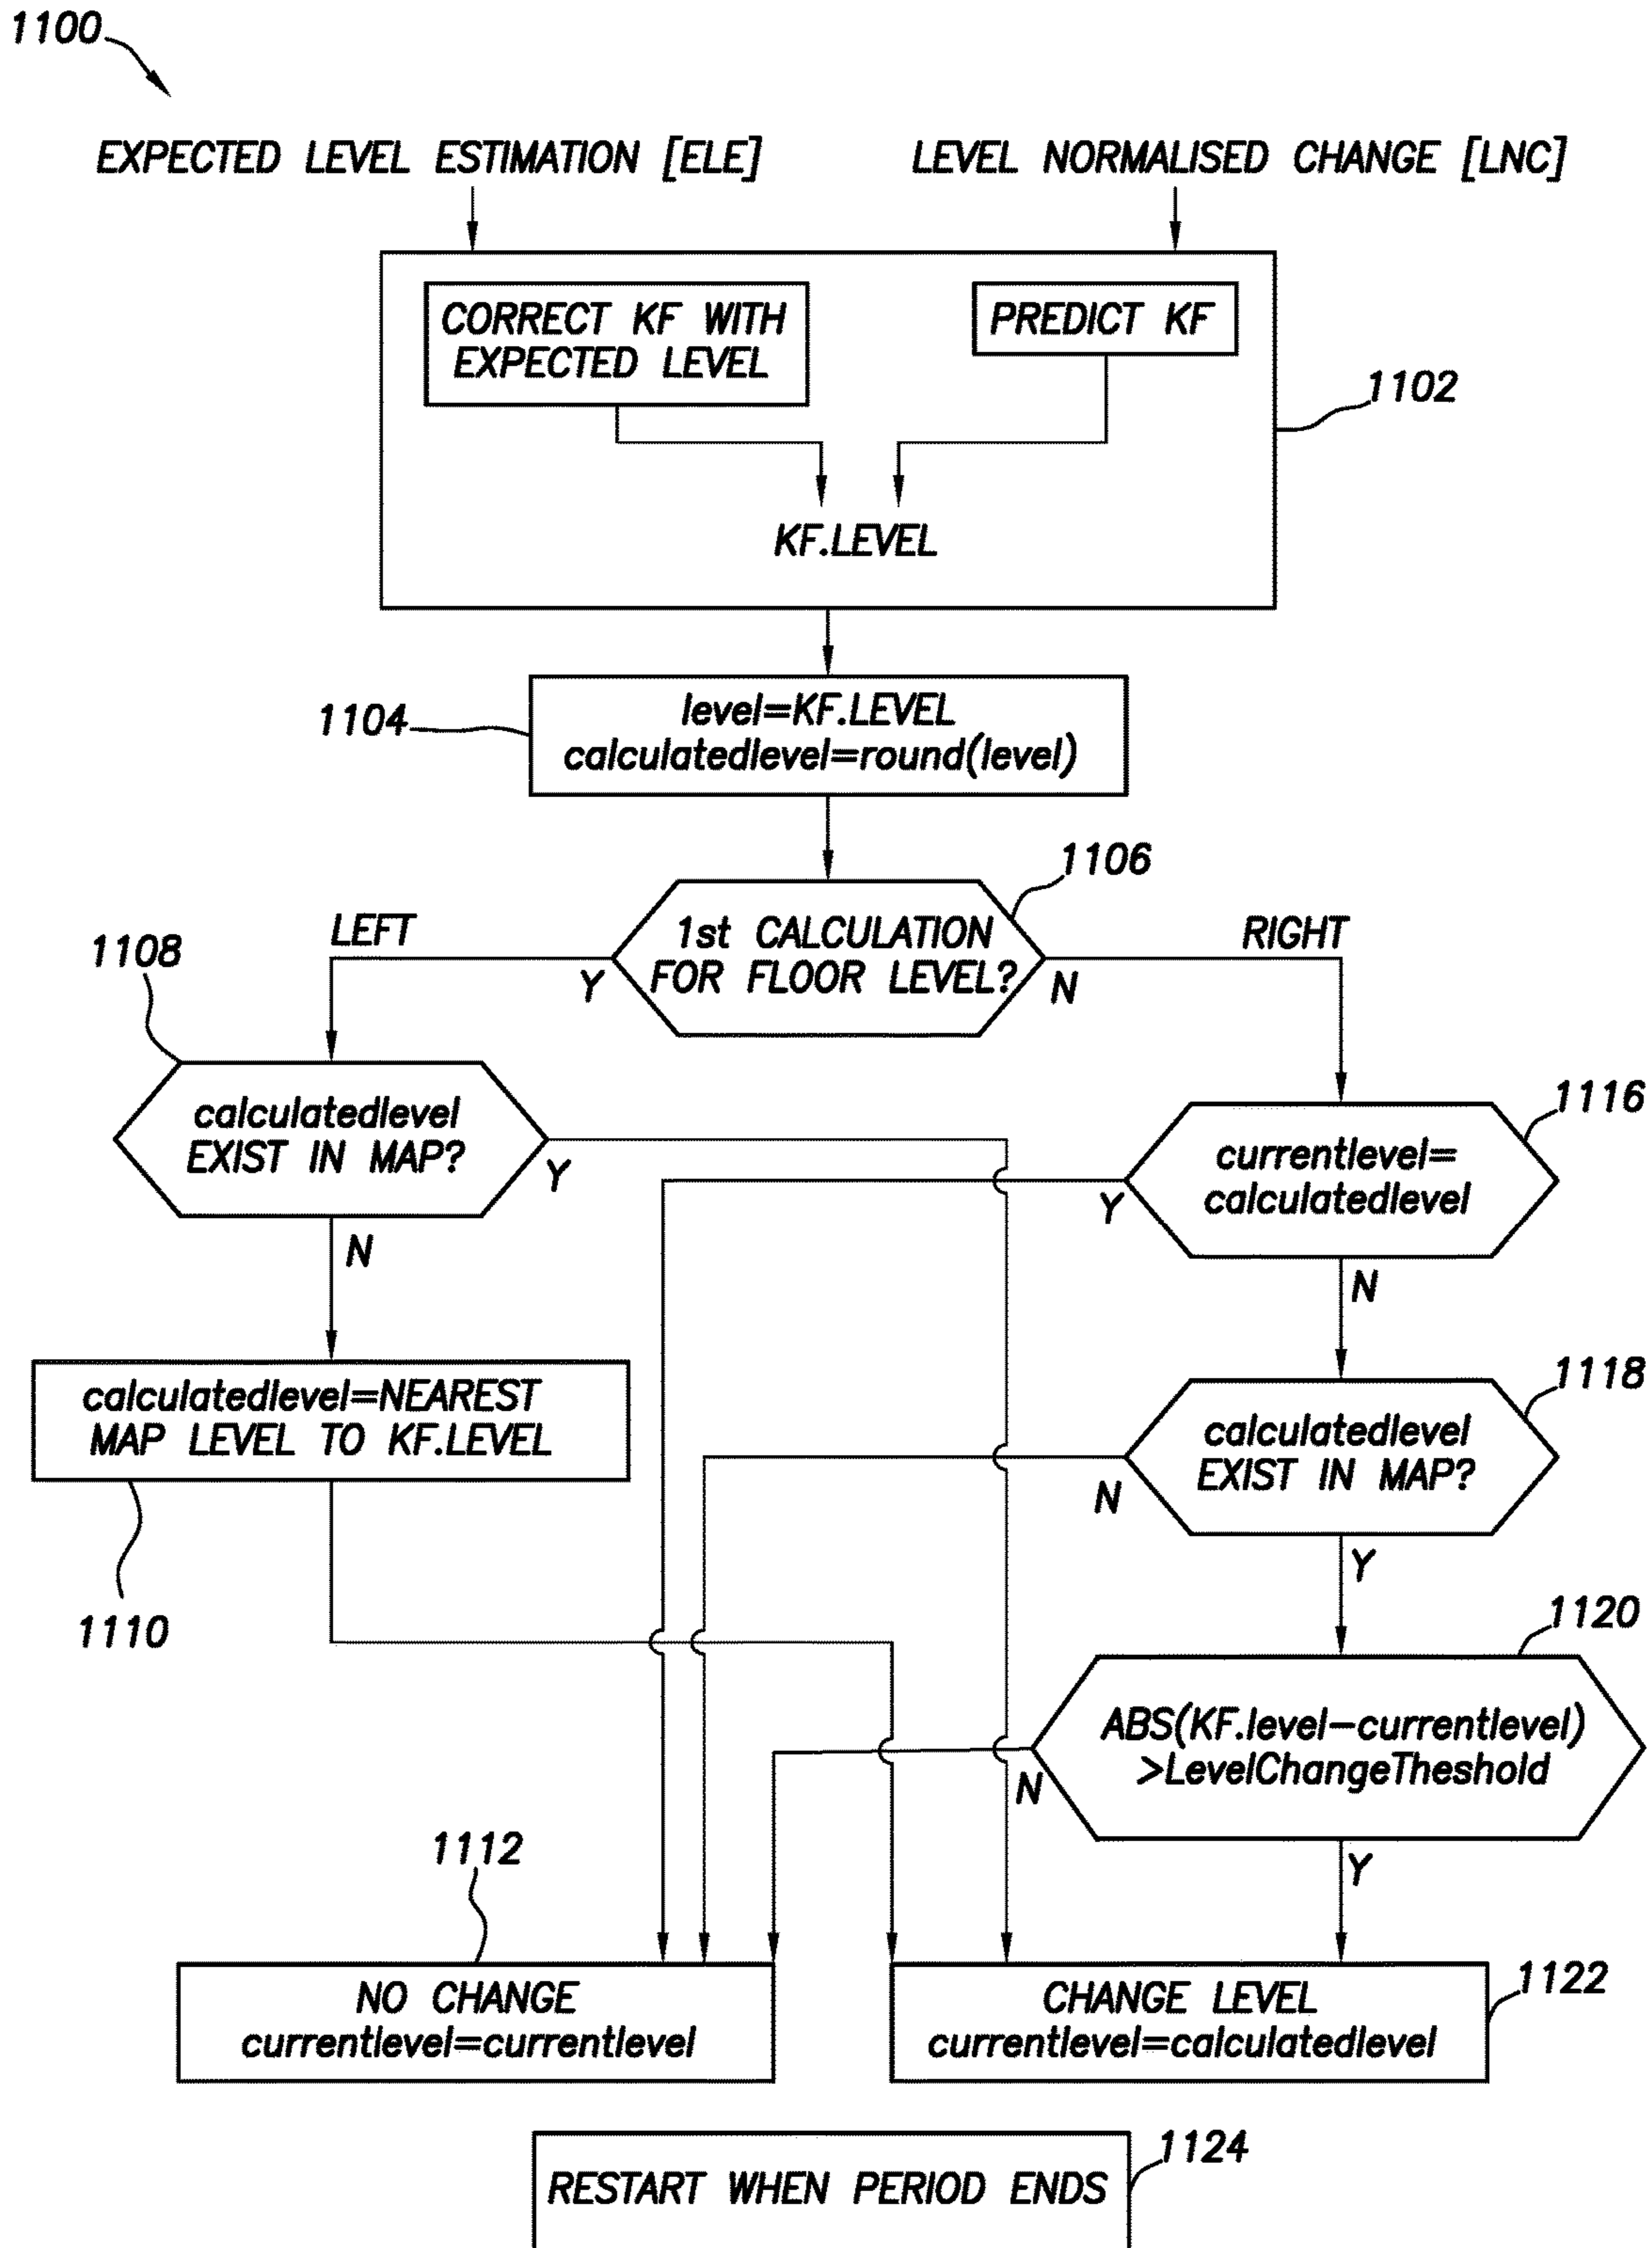 1100
EXPECTED LEVEL ESTIMATION [ELE]
LEVEL NORMALISED CHANGE [LNC]
CORRECT KF WITH
EXPECTED LEVEL
PREDICT KF
1102
KF.LEVEL
1104
level=KF.LEVEL
calculatedlevel=round(level)
1106
1st CALCULATION
FOR FLOOR LEVEL?
LEFT
Y
RIGHT
N
1108
calculatedlevel
EXIST IN MAP?
Y
N
1116
currentlevel=
calculatedlevel
Y
N
calculatedlevel=NEAREST
MAP LEVEL TO KF.LEVEL
1110
1118
calculatedlevel
EXIST IN MAP?
N
Y
1120
ABS(KF.level-currentlevel)
>LevelChangeTheshold
N
Y
1112
NO CHANGE
currentlevel=currentlevel
CHANGE LEVEL
currentlevel=calculatedlevel
1122
RESTART WHEN PERIOD ENDS
1124